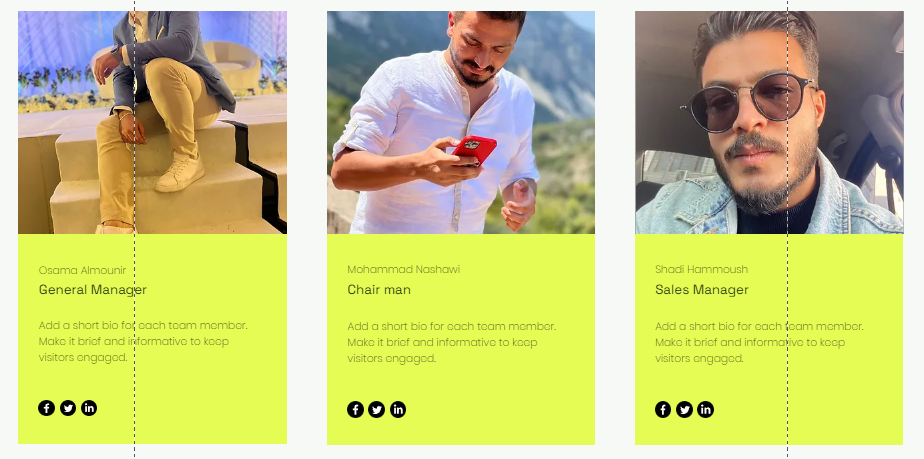 Osama Almounir
General Manager
Add a short bio for each team member.
Make it brief and informative to keep
visitors engaged.
Mohammad Nashawi
Chair man
Add a short bio for each team member.
Make it brief and informative to keep
visitors engaged.
Shadi Hammoush
Sales Manager
Add a short bio for each team member.
Make it brief and informative to keep
visitors engaged.